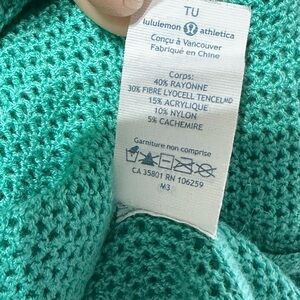 TU
lululemon athletica
Conçu à Vancouver
Fabriqué en Chine
Corps:
40% RAYONNE
30% FIBRE LYOCELL TENCELMD
15% ACRYLIQUE
10% NYLON
5% CACHEMIRE
Garniture non comprise
CA 35801 RN 106259
M3